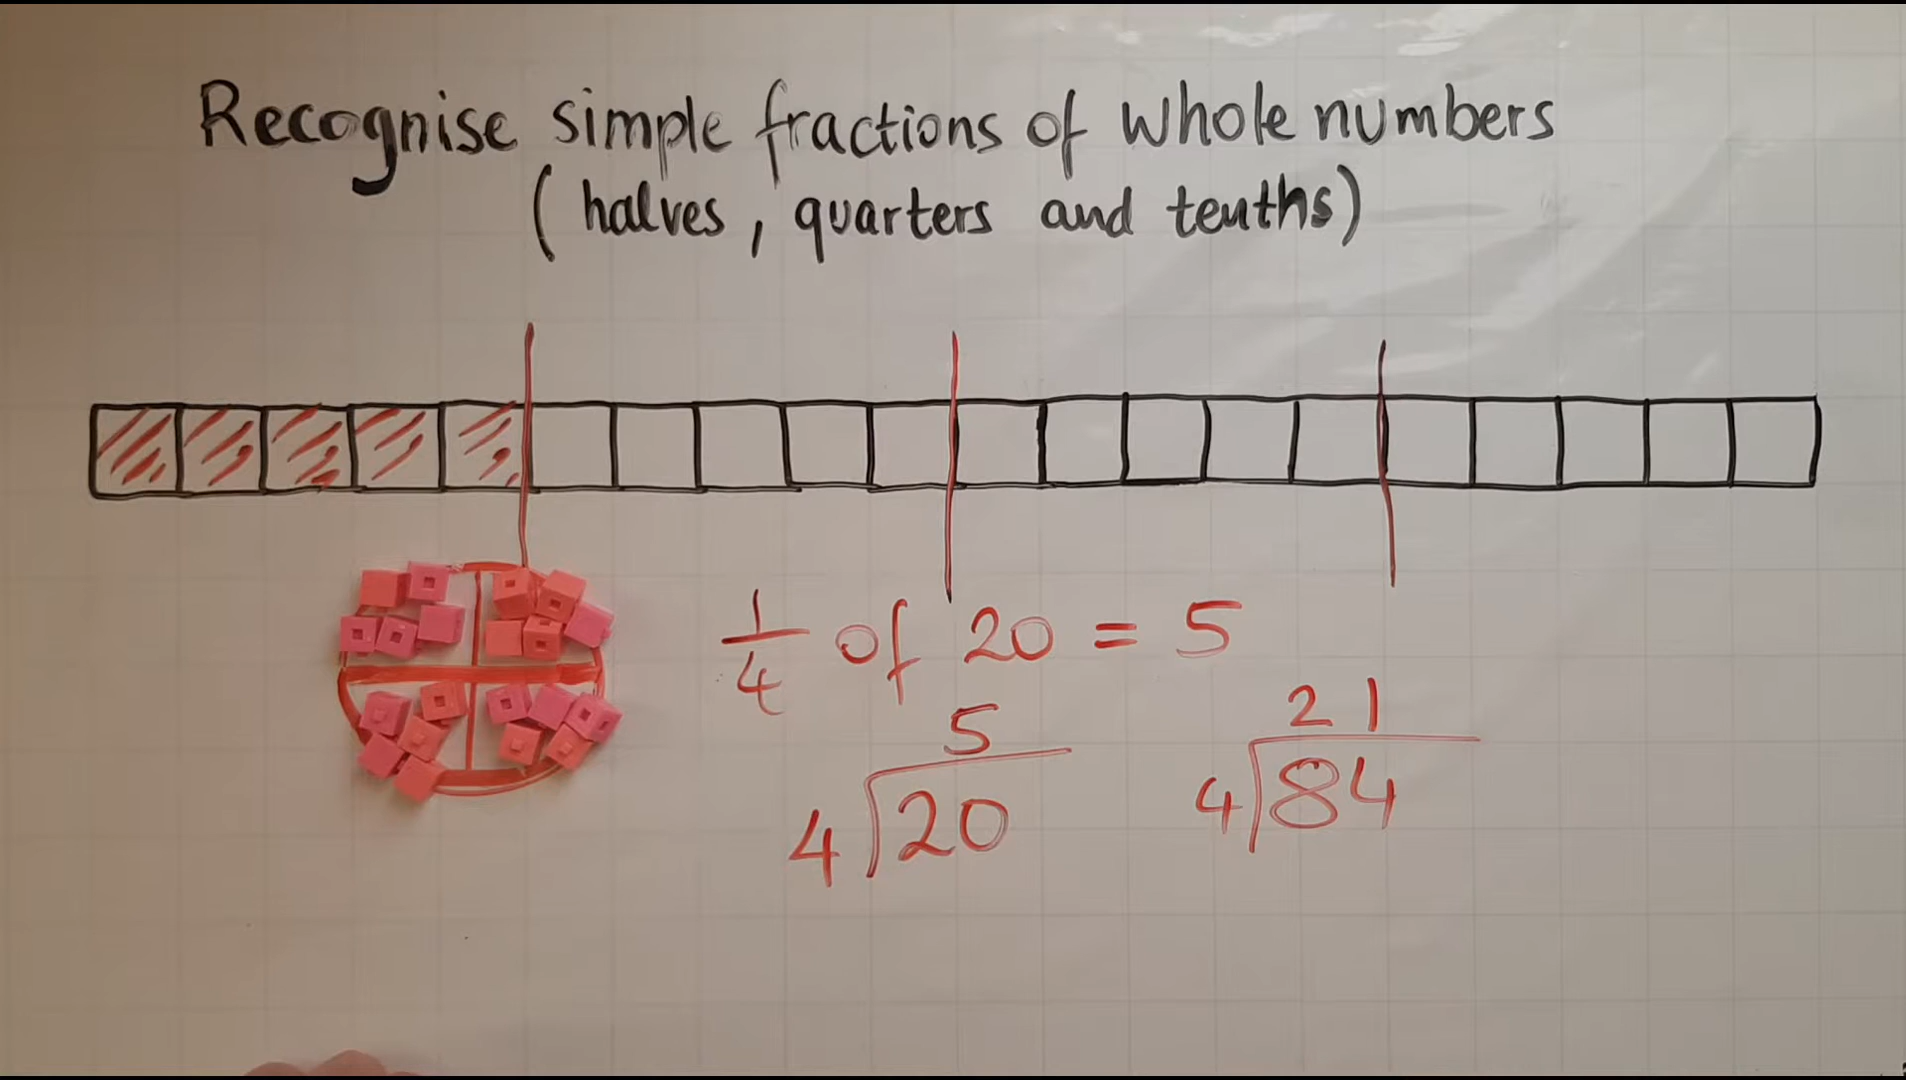 Recognise simple fractions of whole numbers
(halves, quarters and tenths)
1/4 of 20 = 5
5
4 20
21
4 84